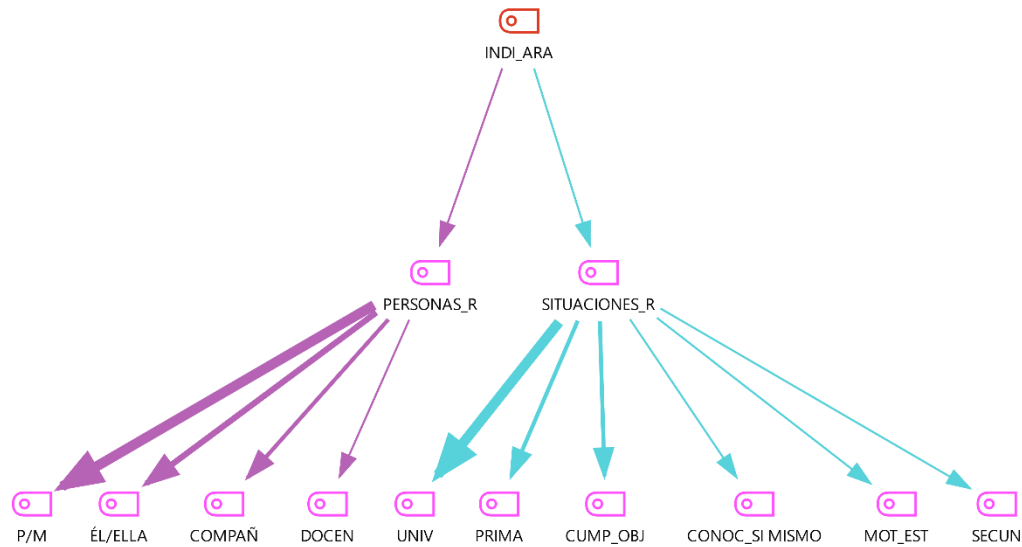 INDI_ARA
PERSONAS_R
SITUACIONES_R
P/M
ÉL/ELLA
COMPAÑ
DOCEN
UNIV
PRIMA
CUMP_OBJ
CONOC_SI MISMO
MOT_EST
SECUN